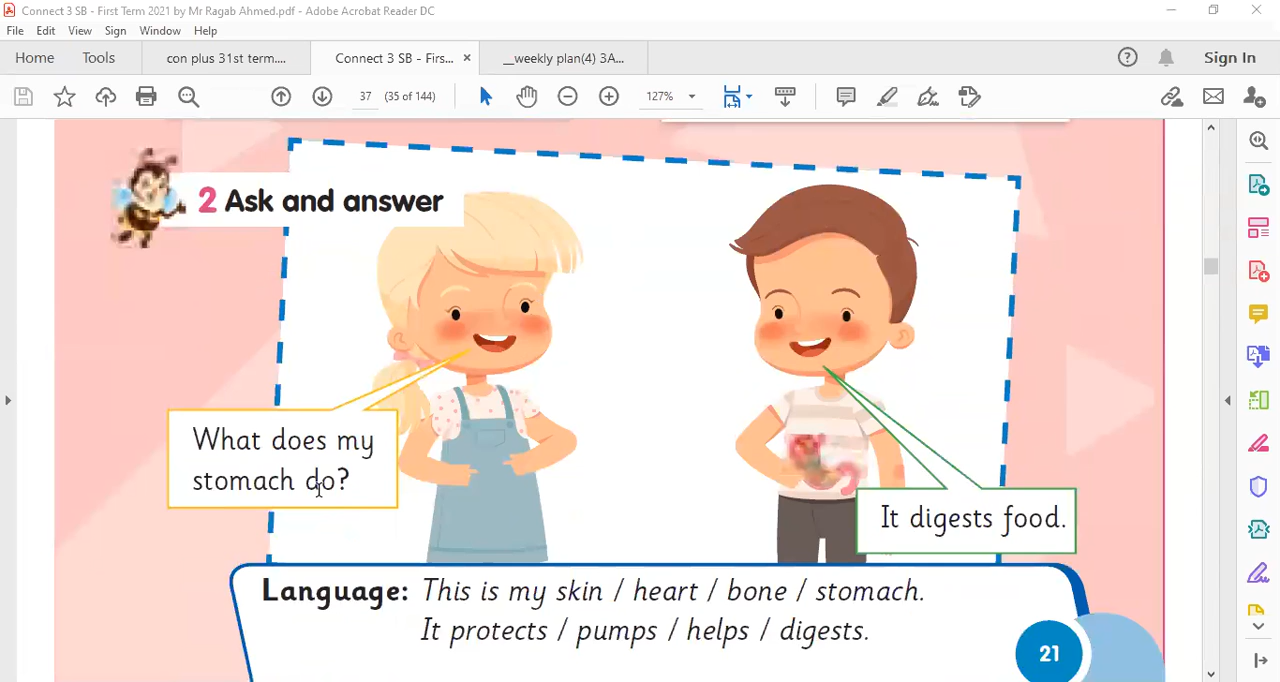 Connect 3 SB - First Term 2021 by Mr Ragab Ahmed.pdf - Adobe Acrobat Reader DC
File Edit View Sign Window Help
Home Tools con plus 31st term.... Connect 3 SB - Firs... × __weekly plan(4) 3A... Sign In
37 (35 of 144) 127%
2 Ask and answer
What does my
stomach do?
It digests food.
Language: This is my skin / heart / bone / stomach.
It protects / pumps / helps / digests.
21